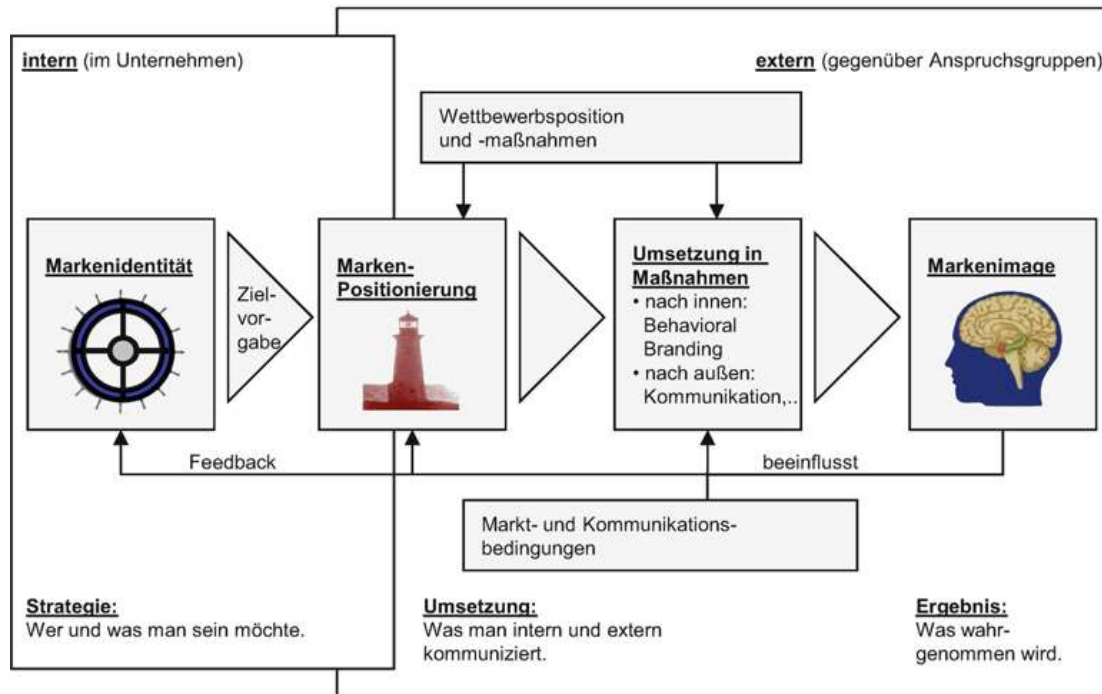 intern (im Unternehmen)
extern (gegenüber Anspruchsgruppen)
Wettbewerbsposition
und -maßnahmen
Markenidentität
Ziel-
vor-
gabe
Marken-
Positionierung
Umsetzung in
Maßnahmen
• nach innen:
Behavioral
Branding
• nach außen:
Kommunikation,..
Markenimage
Feedback
beeinflusst
Markt- und Kommunikations-
bedingungen
Strategie:
Wer und was man sein möchte.
Umsetzung:
Was man intern und extern
kommuniziert.
Ergebnis:
Was wahr-
genommen wird.